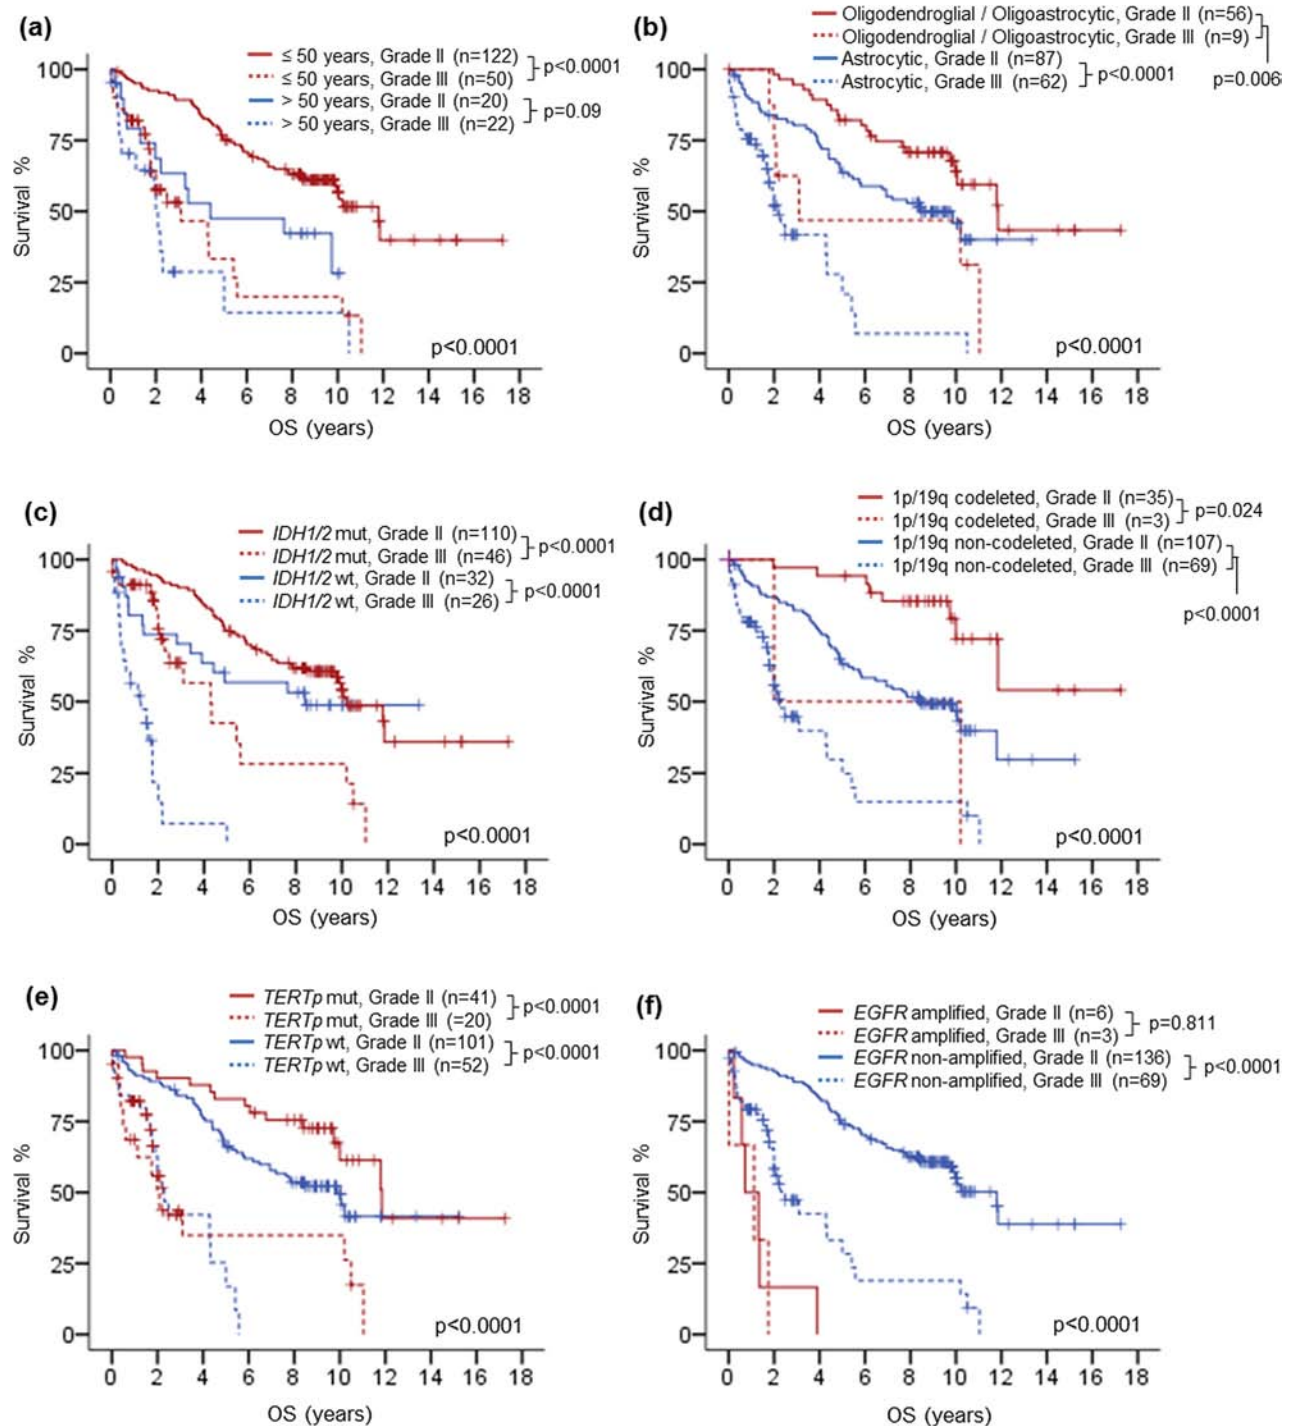 (a)
≤ 50 years, Grade II (n=122)
≤ 50 years, Grade III (n=50)
p<0.0001
> 50 years, Grade II (n=20)
> 50 years, Grade III (n=22)
p=0.09
Survival %
100
75
50
25
0
p<0.0001
0 2 4 6 8 10 12 14 16 18
OS (years)
(b)
Oligodendroglial / Oligoastrocytic, Grade II (n=56)
Oligodendroglial / Oligoastrocytic, Grade III (n=9)
p=006
Astrocytic, Grade II (n=87)
Astrocytic, Grade III (n=62)
p<0.0001
Survival %
100
75
50
25
0
p<0.0001
0 2 4 6 8 10 12 14 16 18
OS (years)
(c)
IDH1/2 mut, Grade II (n=110)
IDH1/2 mut, Grade III (n=46)
p<0.0001
IDH1/2 wt, Grade II (n=32)
IDH1/2 wt, Grade III (n=26)
p<0.0001
Survival %
100
75
50
25
0
p<0.0001
0 2 4 6 8 10 12 14 16 18
OS (years)
(d)
1p/19q codeleted, Grade II (n=35)
1p/19q codeleted, Grade III (n=3)
p=0.024
1p/19q non-codeleted, Grade II (n=107)
1p/19q non-codeleted, Grade III (n=69)
p<0.0001
Survival %
100
75
50
25
0
p<0.0001
0 2 4 6 8 10 12 14 16 18
OS (years)
(e)
TERTp mut, Grade II (n=41)
TERTp mut, Grade III (=20)
p<0.0001
TERTp wt, Grade II (n=101)
TERTp wt, Grade III (n=52)
p<0.0001
Survival %
100
75
50
25
0
p<0.0001
0 2 4 6 8 10 12 14 16 18
OS (years)
(f)
EGFR amplified, Grade II (n=6)
EGFR amplified, Grade III (n=3)
p=0.811
EGFR non-amplified, Grade II (n=136)
EGFR non-amplified, Grade III (n=69)
p<0.0001
Survival %
100
75
50
25
0
p<0.0001
0 2 4 6 8 10 12 14 16 18
OS (years)